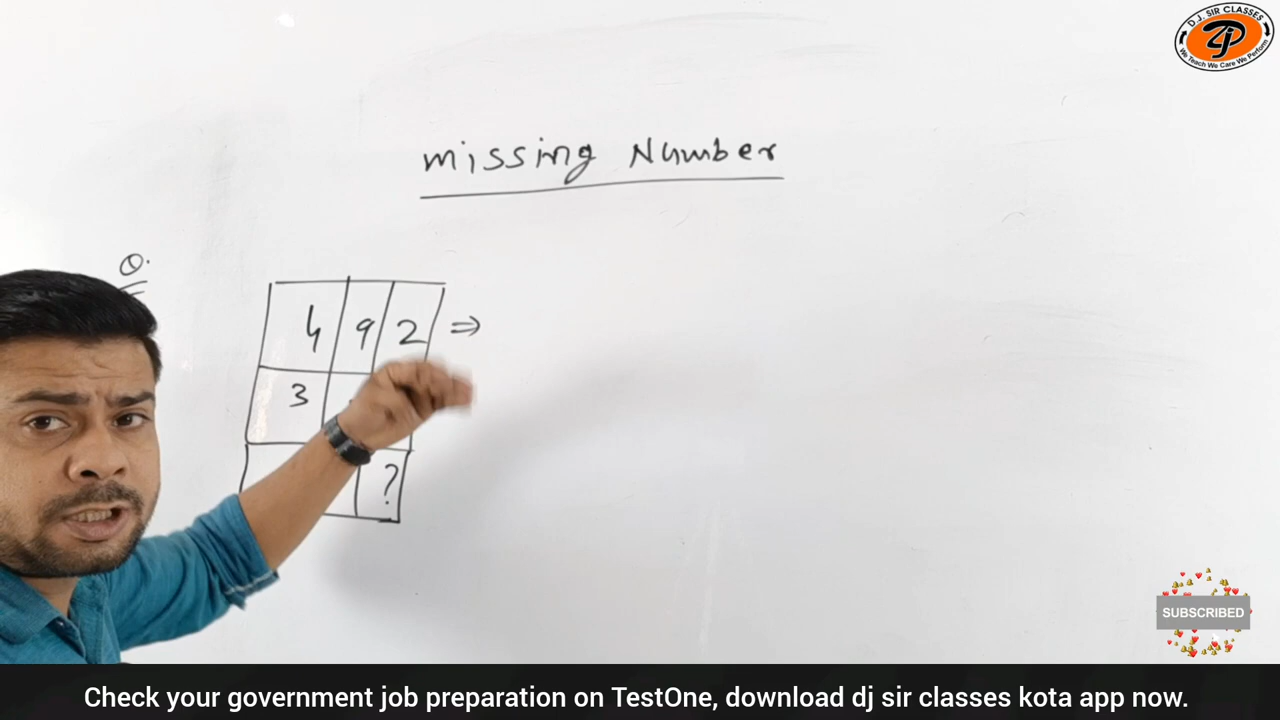 D.J. SIR CLASSES
We Teach We Care We Perform
missing Number
Q.
4 9 2 ⇒
3
?
SUBSCRIBED
Check your government job preparation on TestOne, download dj sir classes kota app now.